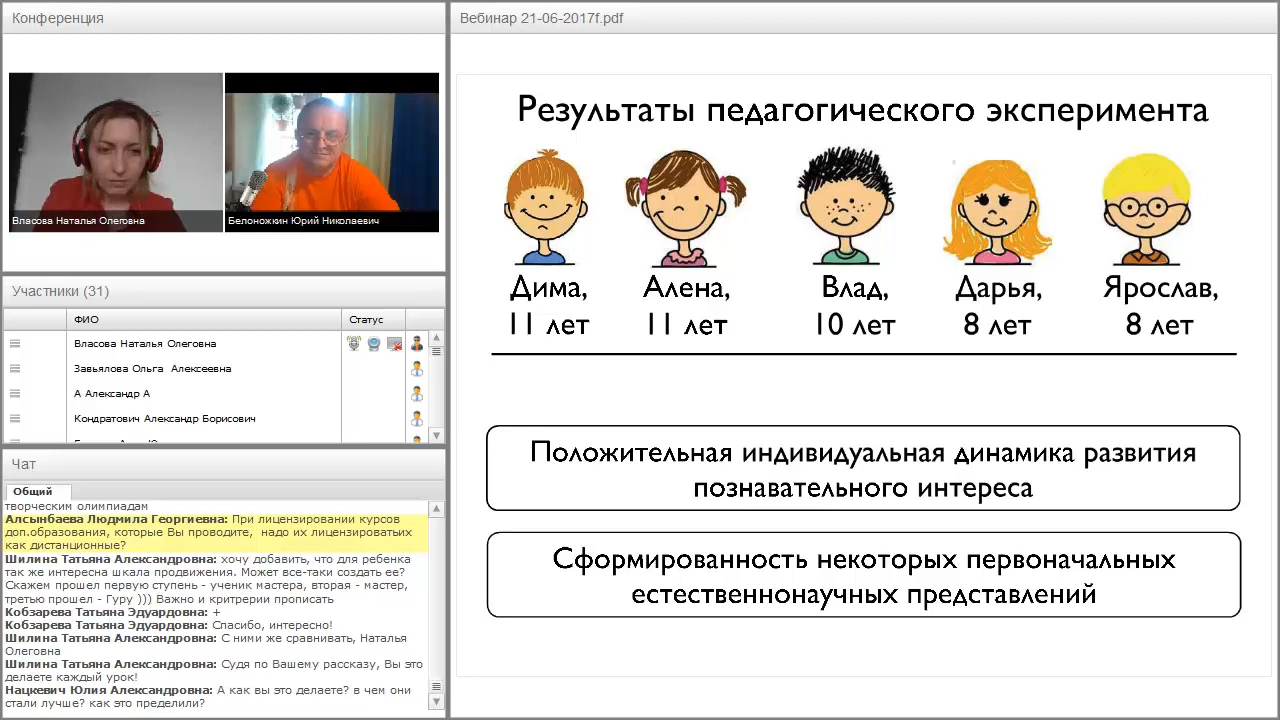 Конференция
Власова Наталья Олеговна
Белоножкин Юрий Николаевич
Участники (31)
ФИО
Статус
Власова Наталья Олеговна
Завьялова Ольга Алексеевна
А Александр А
Кондратович Александр Борисович
Чат
Общий
творческим олимпиадам
Алсынбаева Людмила Георгиевна: При лицензировании курсов
доп.образования, которые Вы проводите, надо их лицензироватьих
как дистанционные?
Шилина Татьяна Александровна: хочу добавить, что для ребенка
так же интересна шкала продвижения. Может все-таки создать ее?
Скажем прошел первую ступень - ученик мастера, вторая - мастер,
третью прошел - Гуру ))) Важно и критрерии прописать
Кобзарева Татьяна Эдуардовна: +
Кобзарева Татьяна Эдуардовна: Спасибо, интересно!
Шилина Татьяна Александровна: С ними же сравнивать, Наталья
Олеговна
Шилина Татьяна Александровна: Судя по Вашему рассказу, Вы это
делаете каждый урок!
Нацкевич Юлия Александровна: А как вы это делаете? в чем они
стали лучше? как это предетили?
Вебинар 21-06-2017f.pdf
Результаты педагогического эксперимента
Дима,
11 лет
Алена,
11 лет
Влад,
10 лет
Дарья,
8 лет
Ярослав,
8 лет
Положительная индивидуальная динамика развития
познавательного интереса
Сформированность некоторых первоначальных
естественнонаучных представлений